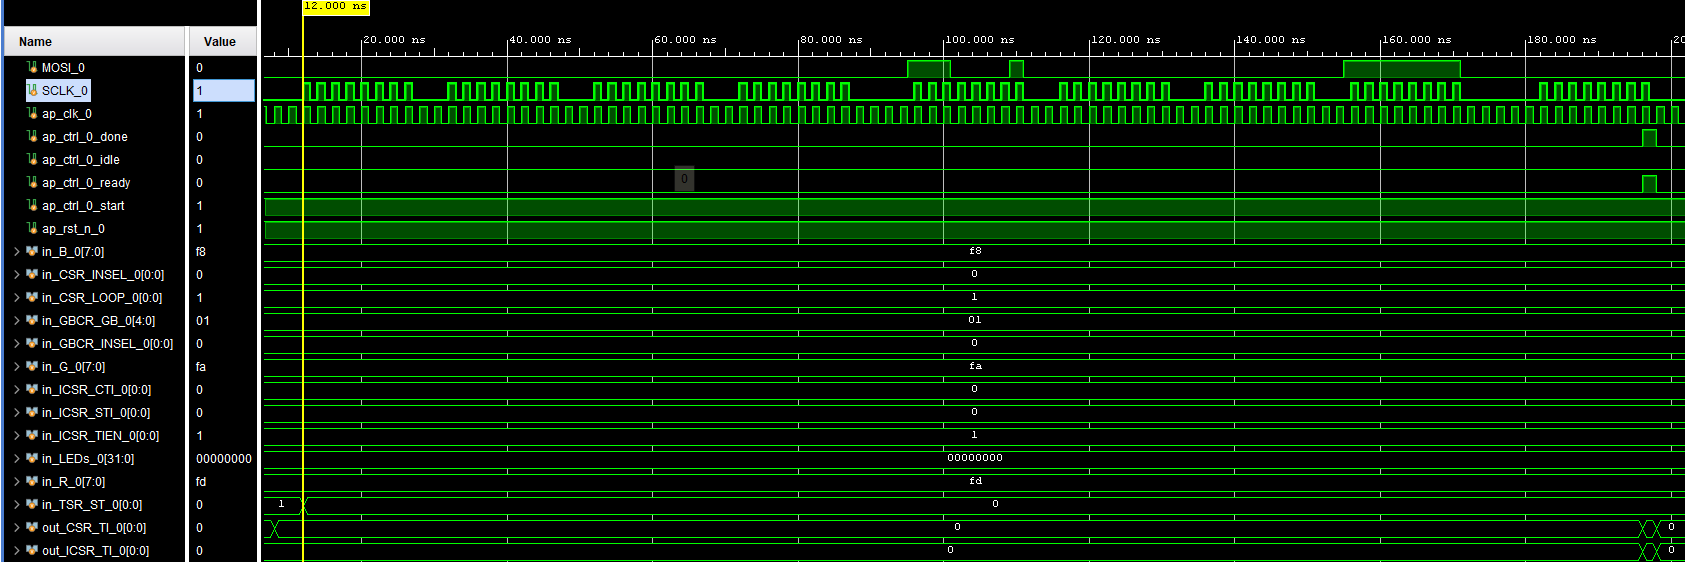 12.000 ns
Name Value
20.000 ns 40.000 ns 60.000 ns 80.000 ns 100.000 ns 120.000 ns 140.000 ns 160.000 ns 180.000 ns 20
MOSI_0 0
SCLK_0 1
ap_clk_0 1
ap_ctrl_0_done 0
ap_ctrl_0_idle 0
ap_ctrl_0_ready 0 0
ap_ctrl_0_start 1
ap_rst_n_0 1
in_B_0[7:0] f8 f8
in_CSR_INSEL_0[0:0] 0 0
in_CSR_LOOP_0[0:0] 1 1
in_GBCR_GB_0[4:0] 01 01
in_GBCR_INSEL_0[0:0] 0 0
in_G_0[7:0] fa fa
in_ICSR_CTI_0[0:0] 0 0
in_ICSR_STI_0[0:0] 0 0
in_ICSR_TIEN_0[0:0] 1 1
in_LEDs_0[31:0] 00000000 00000000
in_R_0[7:0] fd fd
in_TSR_ST_0[0:0] 0 1 0
out_CSR_TI_0[0:0] 0 0 0
out_ICSR_TI_0[0:0] 0 0 0